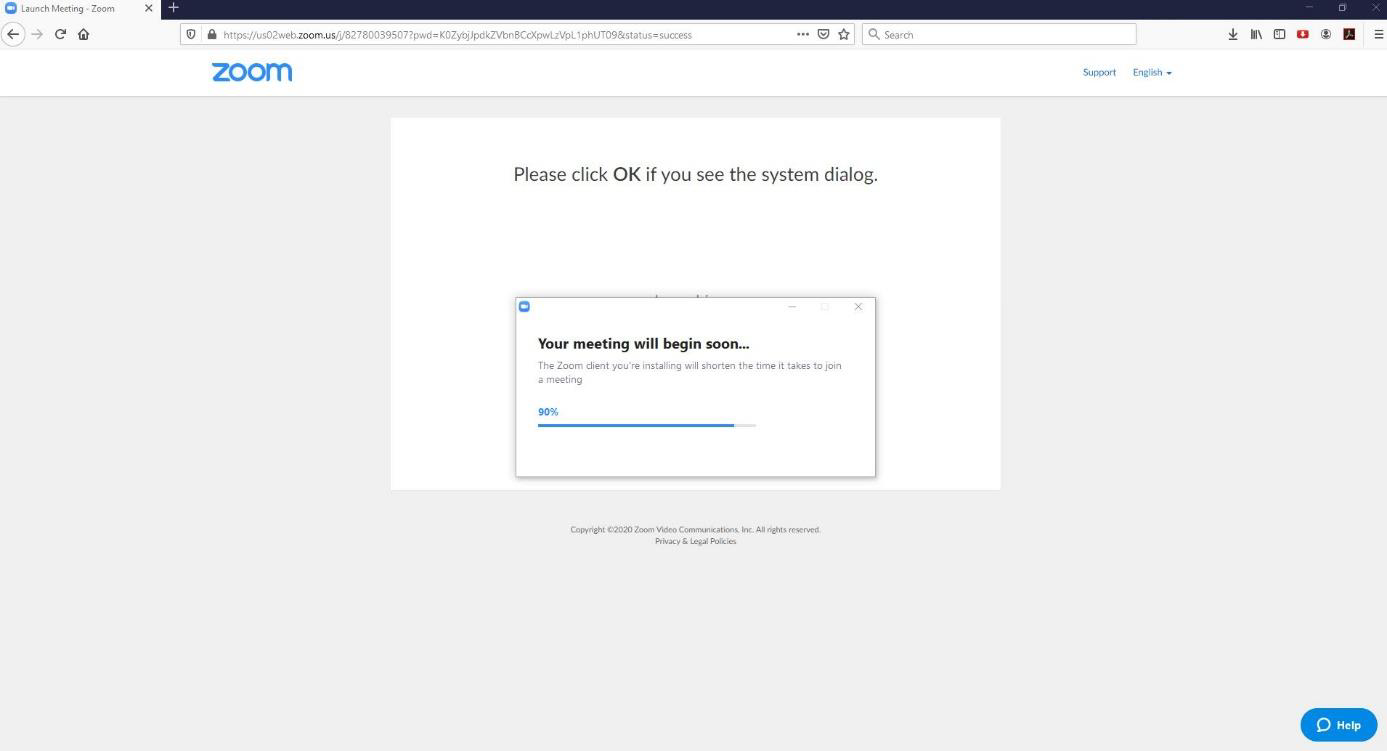 Launch Meeting - Zoom
https://us02web.zoom.us/j/82780039507?pwd=K0ZybjJpdkZVbnBCcXpwLzVpL1phUT09&status=success
Search
zoom
Support English
Please click OK if you see the system dialog.
Your meeting will begin soon...
The Zoom client you're installing will shorten the time it takes to join
a meeting
90%
Copyright ©2020 Zoom Video Communications, Inc. All rights reserved.
Privacy & Legal Policies
Help